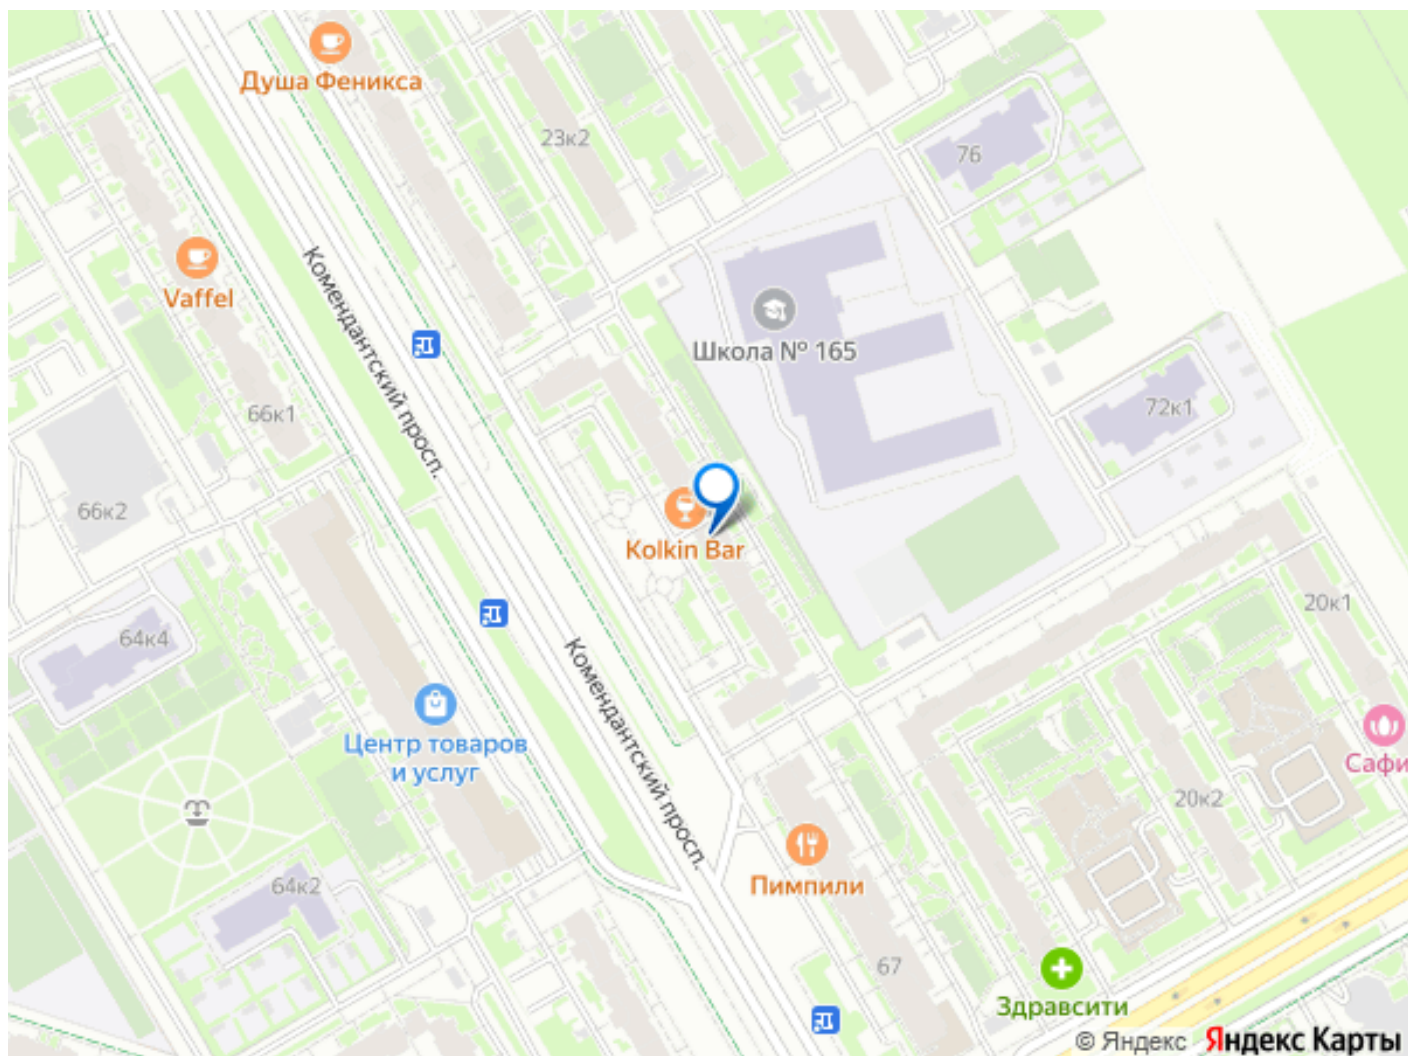 Душа Феникса
23к2
76
Vaffel
Комендантский просп.
Школа № 165
66к1
72к1
66к2
Kolkin Bar
20к1
64к4
Комендантский просп.
Центр товаров
и услуг
Сафи
20к2
Пимпили
64к2
67
Здравсити
© Яндекс Яндекс Карты